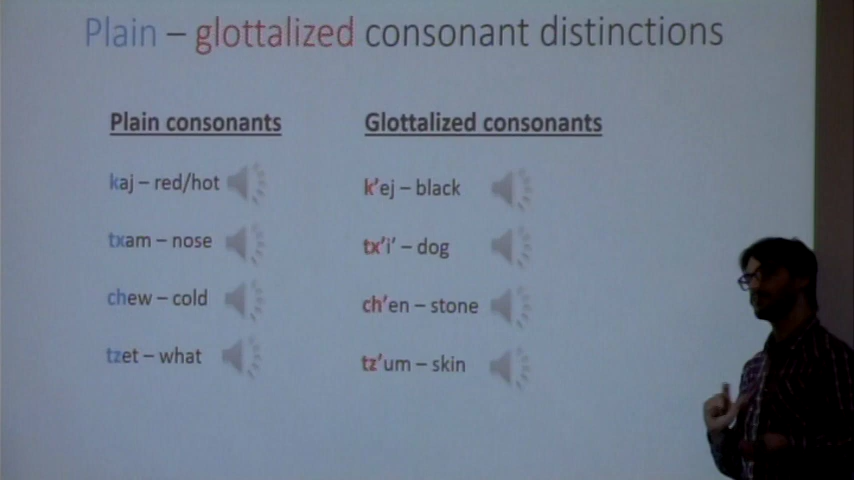 Plain – glottalized consonant distinctions
Plain consonants
kaj – red/hot
txam – nose
chew – cold
tzet – what
Glottalized consonants
k'ej – black
tx'i' – dog
ch'en – stone
tz'um – skin